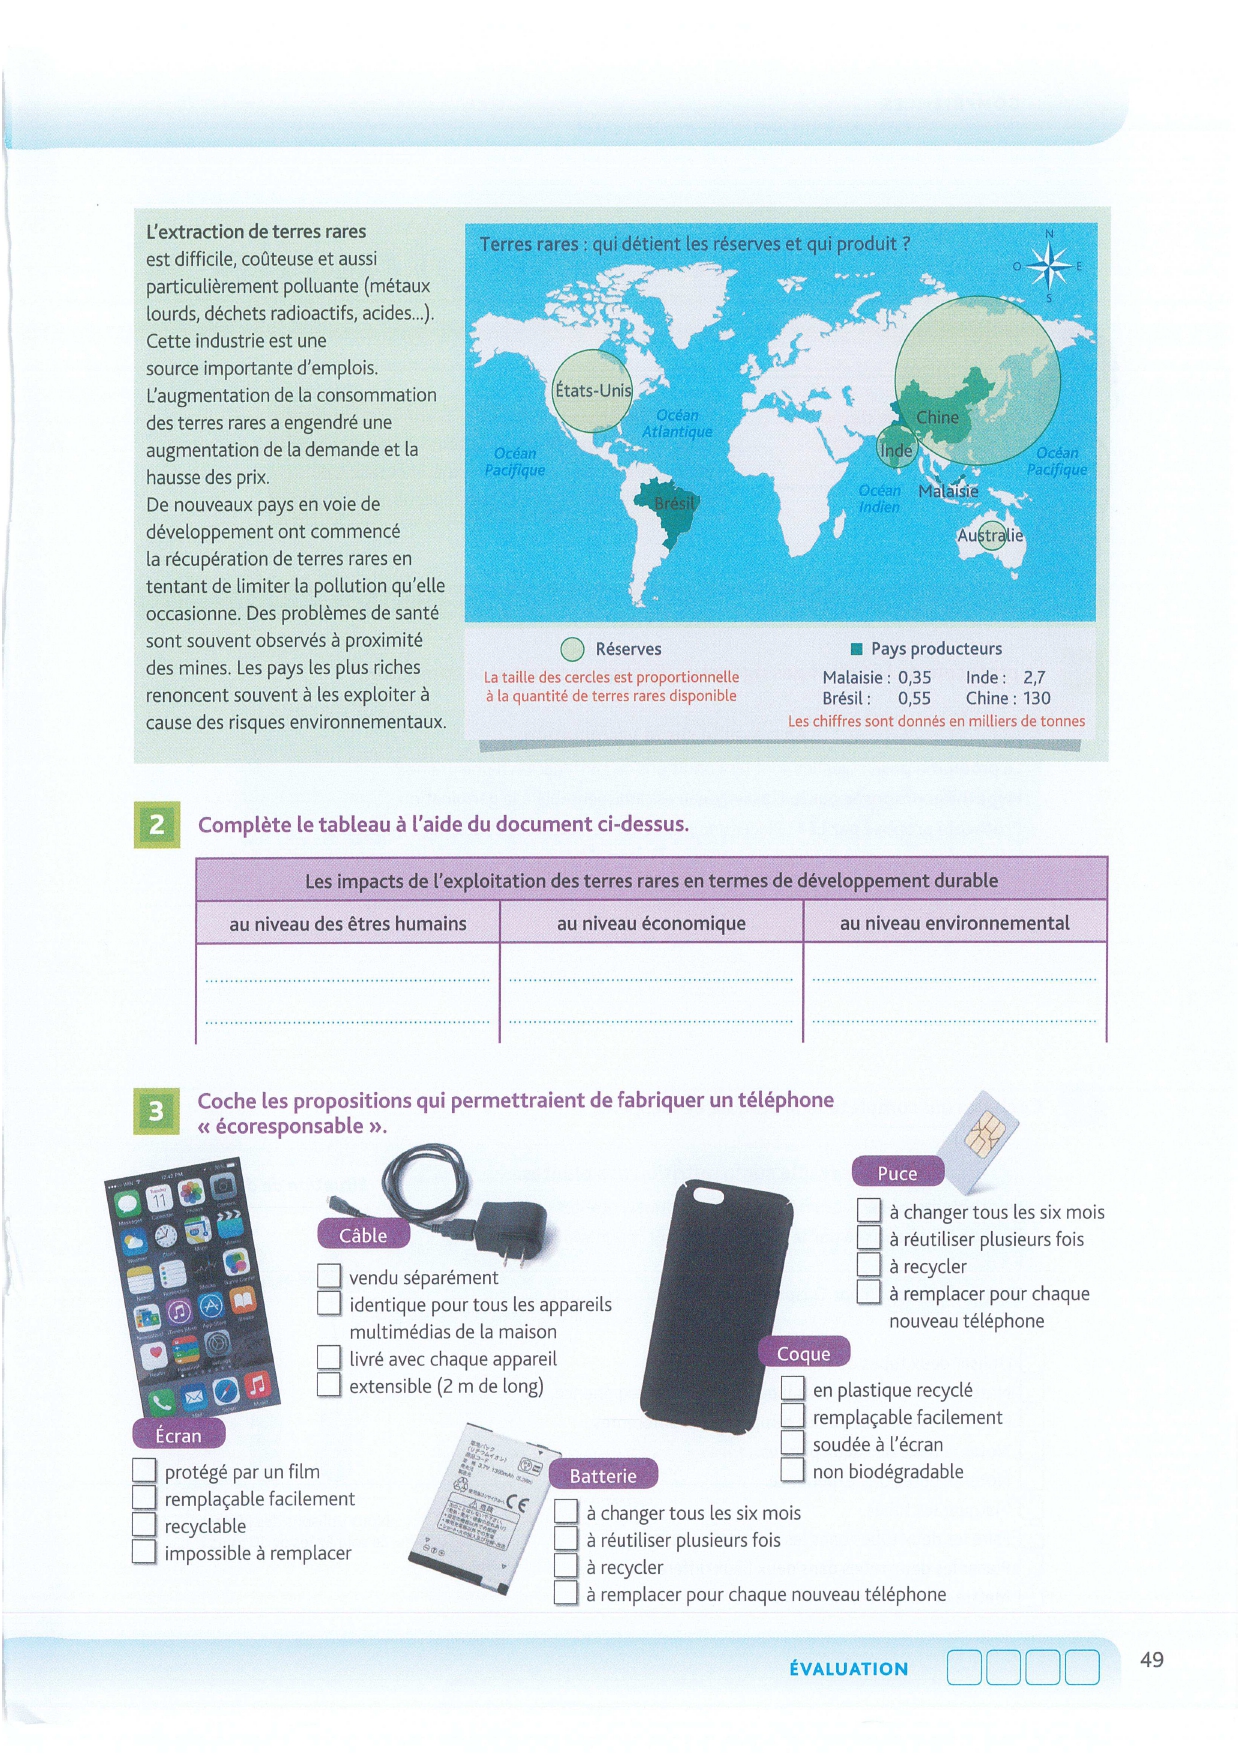 L'extraction de terres rares
est difficile, coûteuse et aussi
particulièrement polluante (métaux
lourds, déchets radioactifs, acides...).
Cette industrie est une
source importante d'emplois.
L'augmentation de la consommation
des terres rares a engendré une
augmentation de la demande et la
hausse des prix.
De nouveaux pays en voie de
développement ont commencé
la récupération de terres rares en
tentant de limiter la pollution qu'elle
occasionne. Des problèmes de santé
sont souvent observés à proximité
des mines. Les pays les plus riches
renoncent souvent à les exploiter à
cause des risques environnementaux.
Terres rares : qui détient les réserves et qui produit ?
N
O
E
S
États-Unis
Océan
Atlantique
Océan
Pacifique
Brésil
Chine
Inde
Océan
Pacifique
Océan
Indien
Malaisie
Australie
Réserves
La taille des cercles est proportionnelle
à la quantité de terres rares disponible
Pays producteurs
Malaisie : 0,35 Inde : 2,7
Brésil : 0,55 Chine : 130
Les chiffres sont donnés en milliers de tonnes
2 Complète le tableau à l'aide du document ci-dessus.
Les impacts de l'exploitation des terres rares en termes de développement durable
au niveau des êtres humains au niveau économique au niveau environnemental
3 Coche les propositions qui permettraient de fabriquer un téléphone
« écoresponsable ».
Écran
protégé par un film
remplaçable facilement
recyclable
impossible à remplacer
Câble
vendu séparément
identique pour tous les appareils
multimédias de la maison
livré avec chaque appareil
extensible (2 m de long)
Batterie
à changer tous les six mois
à réutiliser plusieurs fois
à recycler
à remplacer pour chaque nouveau téléphone
CE
Puce
à changer tous les six mois
à réutiliser plusieurs fois
à recycler
à remplacer pour chaque
nouveau téléphone
Coque
en plastique recyclé
remplaçable facilement
soudée à l'écran
non biodégradable
ÉVALUATION
49